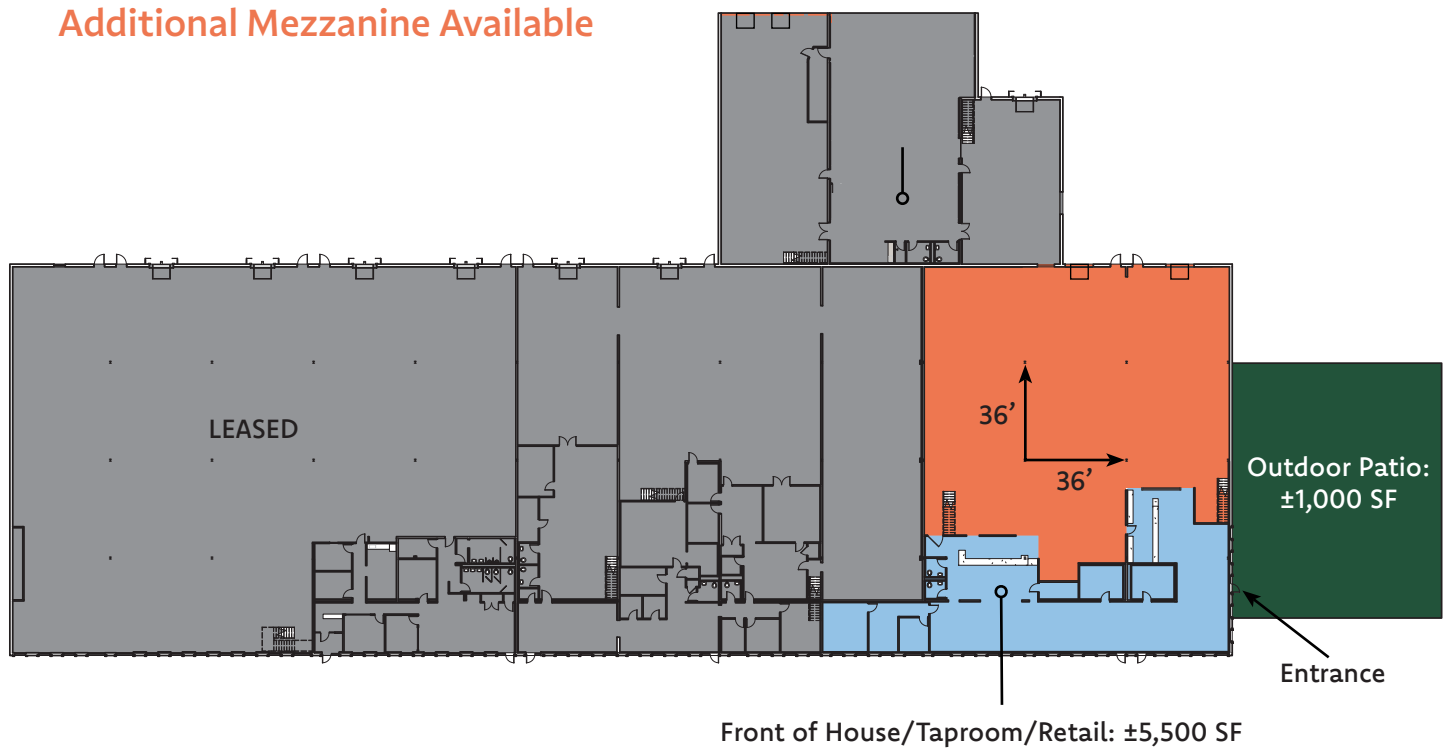 Additional Mezzanine Available
LEASED
36’
36’
Outdoor Patio:
±1,000 SF
Entrance
Front of House/Taproom/Retail: ±5,500 SF